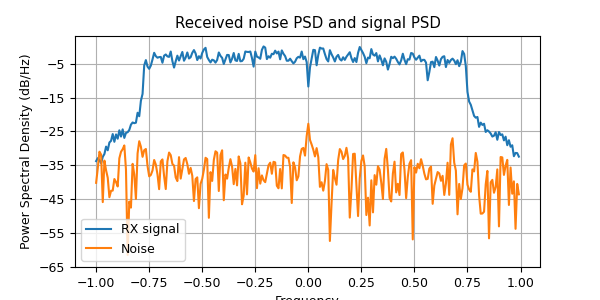 Received noise PSD and signal PSD
Power Spectral Density (dB/Hz)
−5
−15
−25
−35
−45
−55
−65
RX signal
Noise
−1.00 −0.75 −0.50 −0.25 0.00 0.25 0.50 0.75 1.00
Frequency